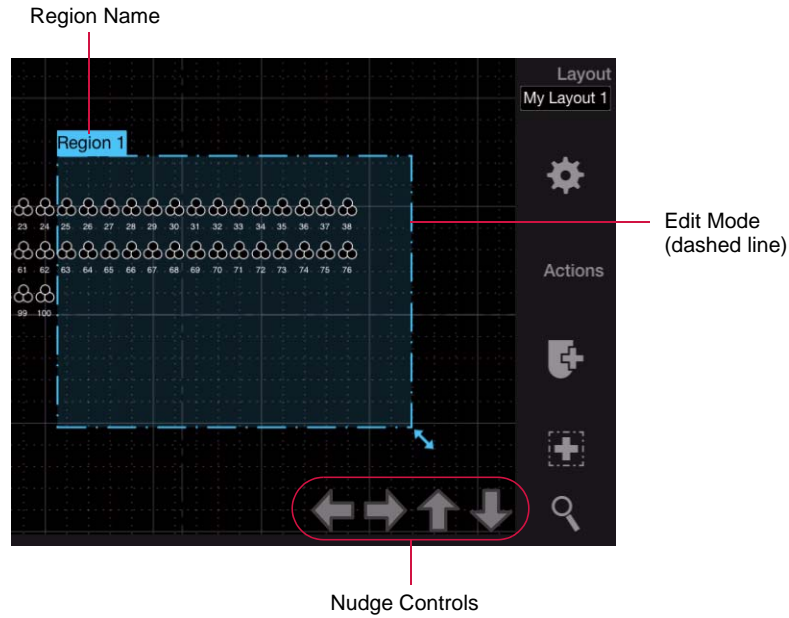 Region Name
Layout
My Layout 1
Region 1
23 24 25 26 27 28 29 30 31 32 33 34 35 36 37 38
Edit Mode
(dashed line)
61 62 63 64 65 66 67 68 69 70 71 72 73 74 75 76
Actions
99 100
Nudge Controls